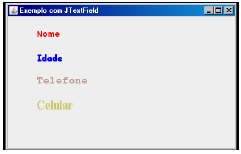 Exemplo com JTextField
Nome
Idade
Telefone
Celular